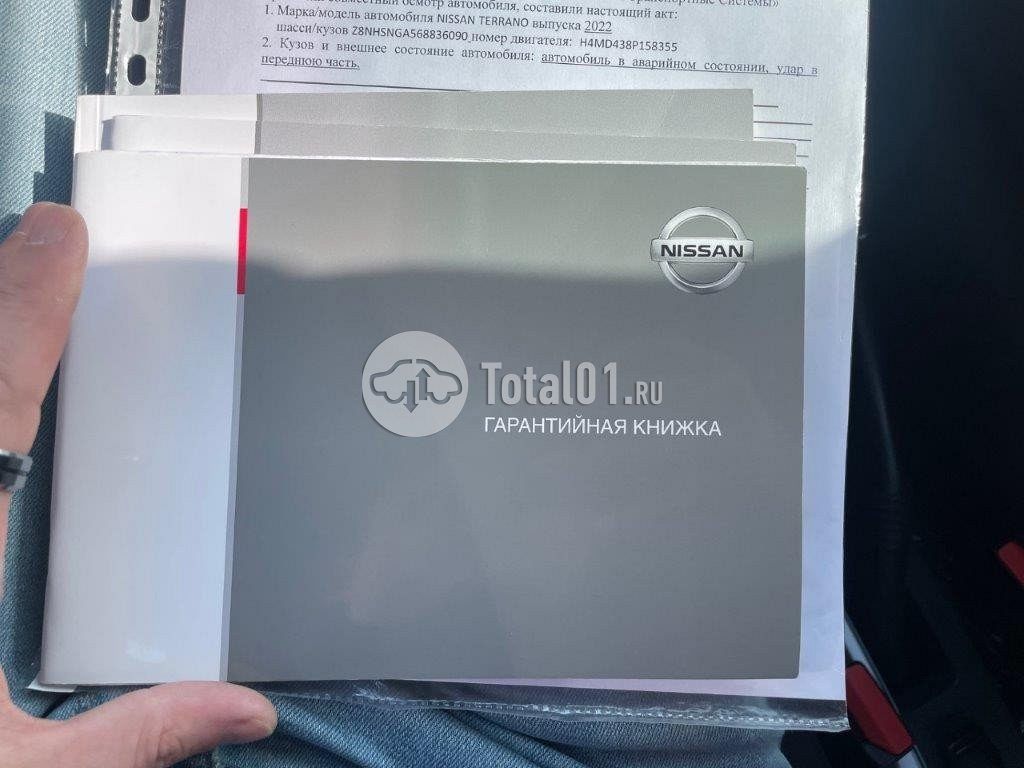 совместный осмотр автомобиля, составили настоящий акт:
1. Марка/модель автомобиля NISSAN TERRANO выпуска 2022
шасси/кузов Z8NHSNGA568836090 номер двигателя: H4MD438P158355
2. Кузов и внешнее состояние автомобиля: автомобиль в аварийном состоянии, удар в
переднюю часть.
NISSAN
Total01.RU
ГАРАНТИЙНАЯ КНИЖКА